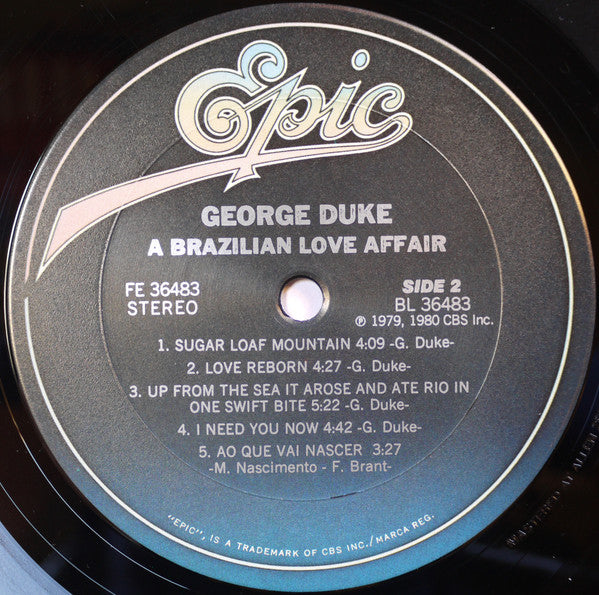 Epic
GEORGE DUKE
A BRAZILIAN LOVE AFFAIR
FE 36483
STEREO
SIDE 2
BL 36483
℗ 1979, 1980 CBS Inc.
1. SUGAR LOAF MOUNTAIN 4:09 -G. Duke-
2. LOVE REBORN 4:27 -G. Duke-
3. UP FROM THE SEA IT AROSE AND ATE RIO IN
ONE SWIFT BITE 5:22 -G. Duke-
4. I NEED YOU NOW 4:42 -G. Duke-
5. AO QUE VAI NASCER 3:27
-M. Nascimento - F. Brant-
"EPIC", IS A TRADEMARK OF CBS INC./MARCA REG.
MASTERED AT ALLEN